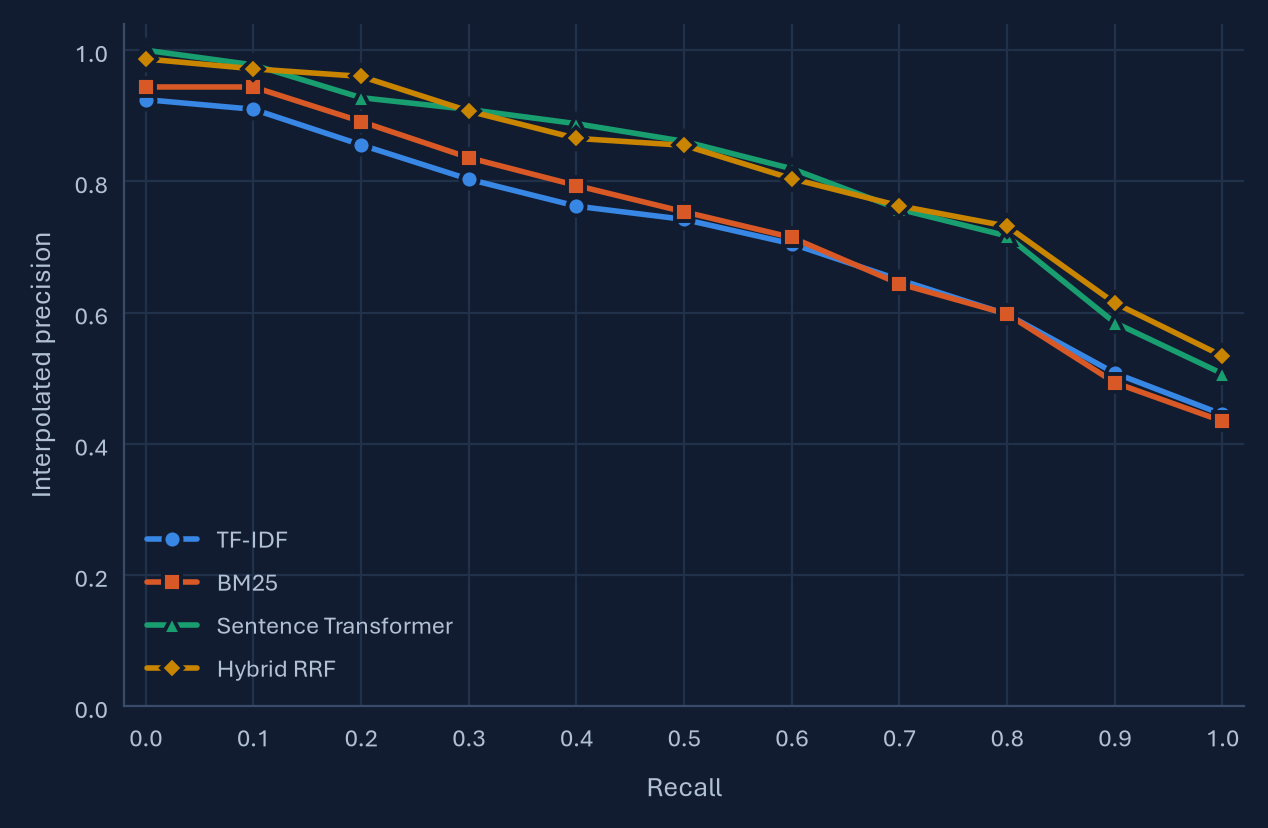 1.0
0.8
0.6
0.4
0.2
0.0
Interpolated precision
TF-IDF
BM25
Sentence Transformer
Hybrid RRF
0.0 0.1 0.2 0.3 0.4 0.5 0.6 0.7 0.8 0.9 1.0
Recall